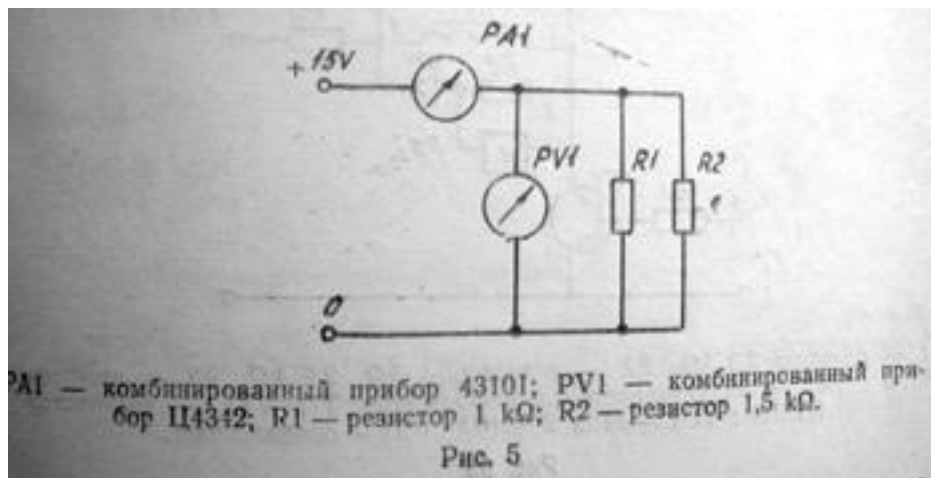 PA1
+ 15V
PV1
R1
R2
0
PA1 — комбинированный прибор 43101; PV1 — комбинированный при-
бор Ц4342; R1 — резистор 1 kΩ; R2 — резистор 1,5 kΩ.
Рис. 5